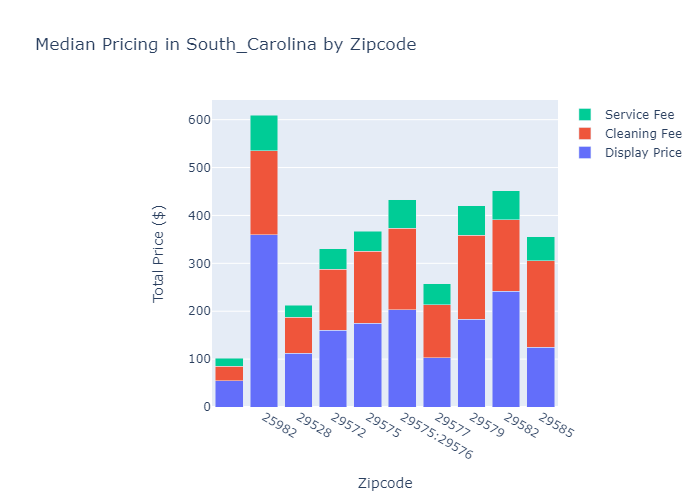 Median Pricing in South_Carolina by Zipcode
Service Fee
Cleaning Fee
Display Price
Total Price ($)
600
500
400
300
200
100
0
25982
29528
29572
29575
29575:29576
29577
29579
29582
29585
Zipcode